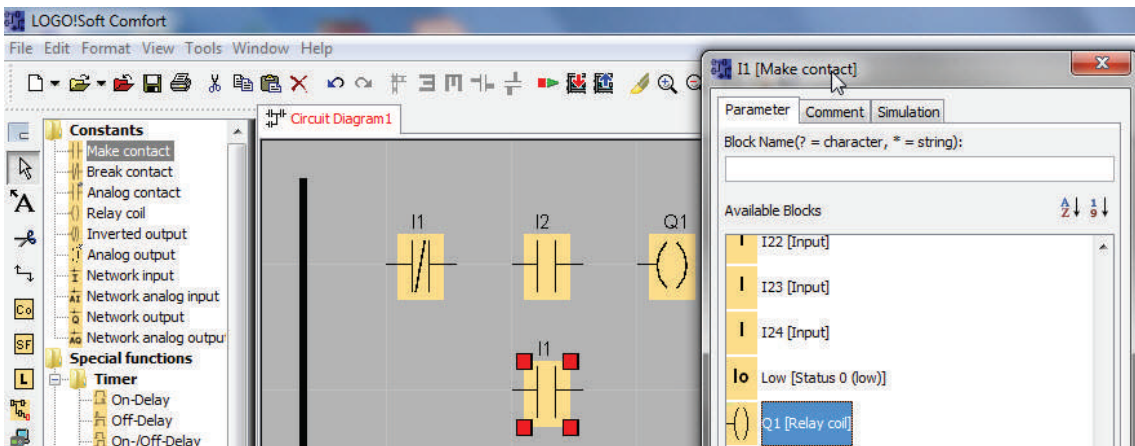 LOGO!Soft Comfort
File Edit Format View Tools Window Help
Circuit Diagram1
Constants
Make contact
Break contact
Analog contact
Relay coil
Inverted output
Analog output
Network input
Network analog input
Network output
Network analog outpu
Special functions
Timer
On-Delay
Off-Delay
On-/Off-Delay
A
Co
SF
L
I1
I2
Q1
I1
I1 [Make contact]
Parameter Comment Simulation
Block Name(? = character, * = string):
Available Blocks
I I22 [Input]
I I23 [Input]
I I24 [Input]
lo Low [Status 0 (low)]
Q1 [Relay coil]